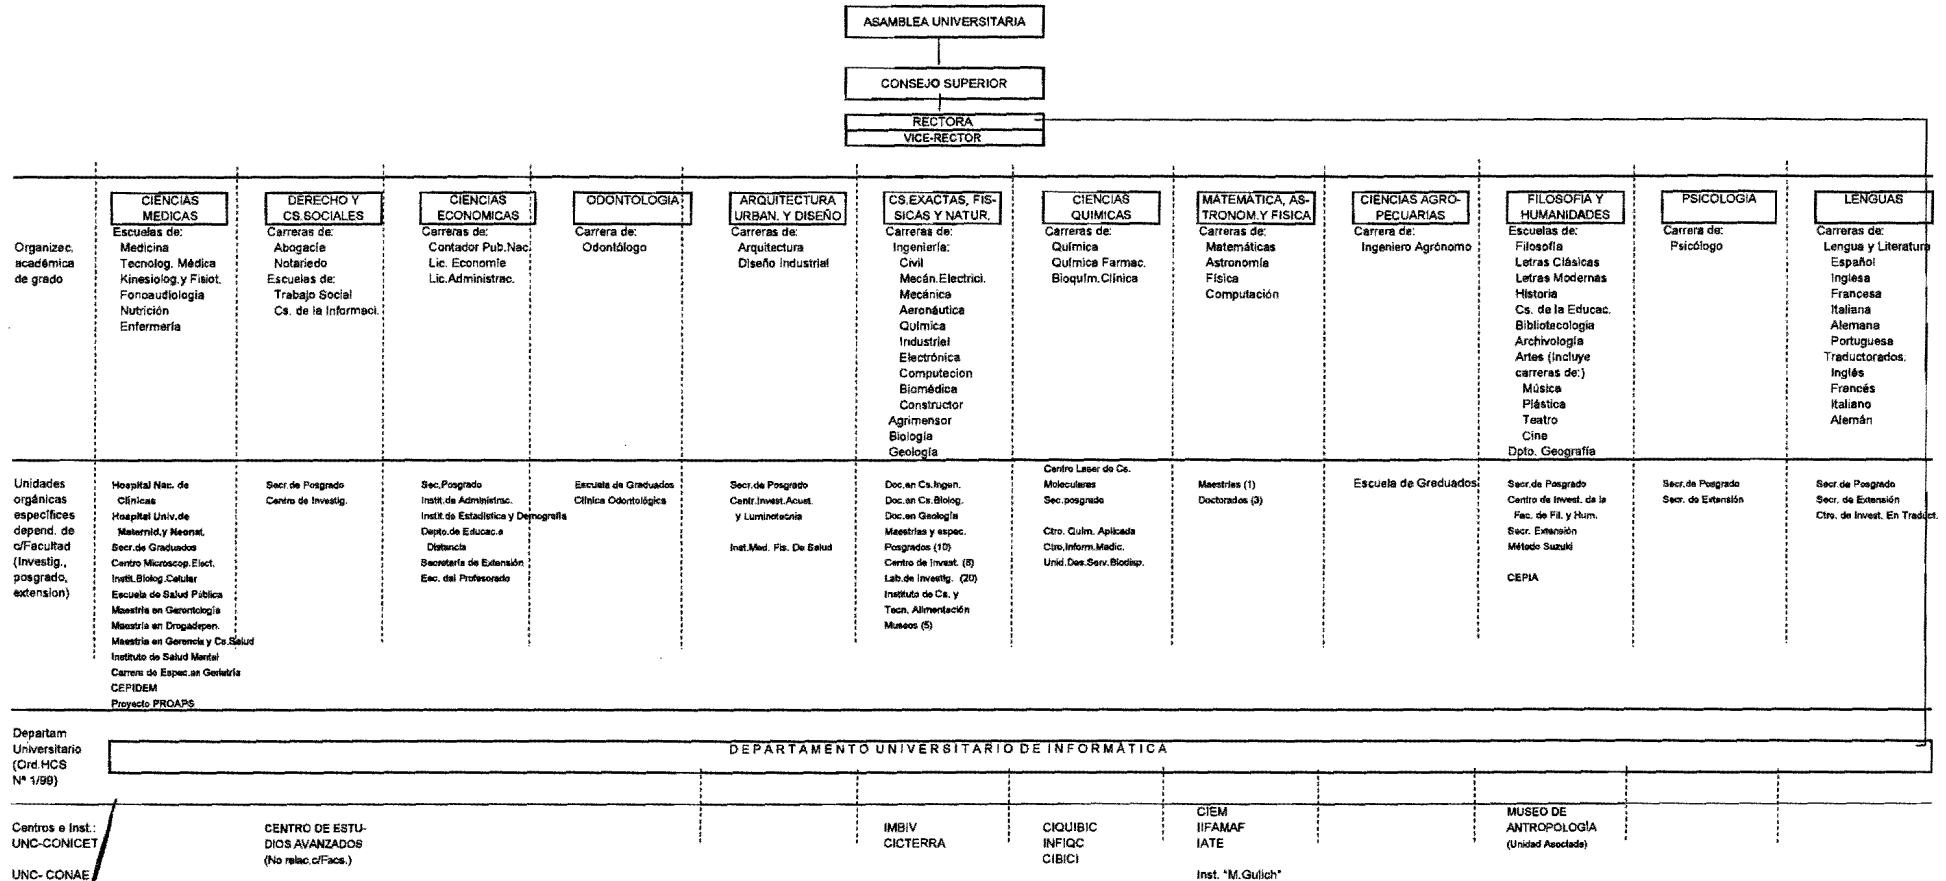 ASAMBLEA UNIVERSITARIA
CONSEJO SUPERIOR
RECTORA
VICE-RECTOR
Organizec.
académica
de grado
CIENCIAS
MEDICAS
Escuelas de:
Medicina
Tecnolog. Médica
Kinesiolog.y Fisiot.
Fonoaudiologia
Nutrición
Enfermería
DERECHO Y
CS.SOCIALES
Carreras de:
Abogacía
Notariedo
Escuelas de:
Trabajo Social
Cs. de la Informaci.
CIENCIAS
ECONOMICAS
Carreras de:
Contador Pub.Nac.
Lic. Economíe
Lic.Administrac.
ODONTOLOGIA
Carrera de:
Odontólogo
ARQUITECTURA
URBAN. Y DISEÑO
Carreras de:
Arquitectura
Diseño Industrial
CS.EXACTAS, FIS-
SICAS Y NATUR.
Carreras de:
Ingeniería:
Civil
Mecán.Electrici.
Mecánica
Aeronáutica
Química
Industriel
Electrónica
Computecion
Biomédica
Constructor
Agrimensor
Biología
Geología
CIENCIAS
QUIMICAS
Carreras de:
Química
Química Farmac.
Bioquím.Clínica
MATEMÁTICA, AS-
TRONOM.Y FISICA
Carreras de:
Matemáticas
Astronomía
Física
Computación
CIENCIAS AGRO-
PECUARIAS
Carrera de:
Ingeniero Agrónomo
FILOSOFIA Y
HUMANIDADES
Escuelas de:
Filosofía
Letras Clásicas
Letras Modernas
Historia
Cs. de la Educac.
Bibliotecología
Archivología
Artes (Incluye
carreras de:)
Música
Plástica
Teatro
Cine
Dpto. Geografía
PSICOLOGIA
Carrera de:
Psicólogo
LENGUAS
Carreras de:
Lengua y Literatura
Español
Inglesa
Francesa
Italiana
Alemana
Portuguesa
Traductorados:
Inglés
Francés
Italiano
Alemán
Unidades
orgánicas
específices
depend. de
c/Facultad
(Investig.,
posgrado,
extension)
Hospital Nac. de
Clínicas
Hospital Univ.de
Maternid.y Neonat.
Secr.de Graduados
Centro Microscop.Elect.
Instit.Biolog.Celular
Escuela de Salud Pública
Maestría en Gerontología
Maestría en Drogadepen.
Maestría en Gerencia y Cs.Salud
Instituto de Salud Mental
Carrera de Espec.en Geriatría
CEPIDEM
Proyecto PROAPS
Secr.de Posgrado
Centro de Investig.
Sec.Posgrado
Instit.de Administrac.
Instit.de Estadística y Demografía
Depto.de Educac.a
Distancia
Secretaría de Extensión
Esc. del Profesorado
Escuela de Graduados
Clínica Odontológica
Secr.de Posgrado
Centr.Invest.Acust.
y Luminotecnia
Inst.Med. Fis. De Salud
Doc.en Cs.Ingen.
Doc.en Cs.Biolog.
Doc.en Geología
Maestrías y espec.
Posgrados (10)
Centro de Invest. (8)
Lab.de Investig. (20)
Instituto de Cs. y
Tecn. Alimentación
Museos (5)
Centro Laser de Cs.
Moleculares
Sec.posgrado
Ctro. Quím. Aplicada
Ctro.Inform.Medic.
Unid.Des.Serv.Biodisp.
Maestrías (1)
Doctorados (3)
Escuela de Graduados
Secr.de Posgrado
Centro de Invest. de la
Fac. de Fil. y Hum.
Secr. Extensión
Método Suzuki
CEPIA
Secr.de Posgrado
Secr. de Extensión
Secr.de Posgrado
Secr. de Extensión
Ctro. de Invest. En Traduct.
Departam
Universitario
(Ord.HCS
Nº 1/99)
DEPARTAMENTO UNIVERSITARIO DE INFORMÁTICA
Centros e Inst.:
UNC-CONICET
UNC- CONAE
CENTRO DE ESTU-
DIOS AVANZADOS
(No relac.c/Facs.)
IMBIV
CICTERRA
CIQUIBIC
INFIQC
CIBICI
CIEM
IIFAMAF
IATE
Inst. "M.Gulich"
MUSEO DE
ANTROPOLOGÍA
(Unidad Asociada)